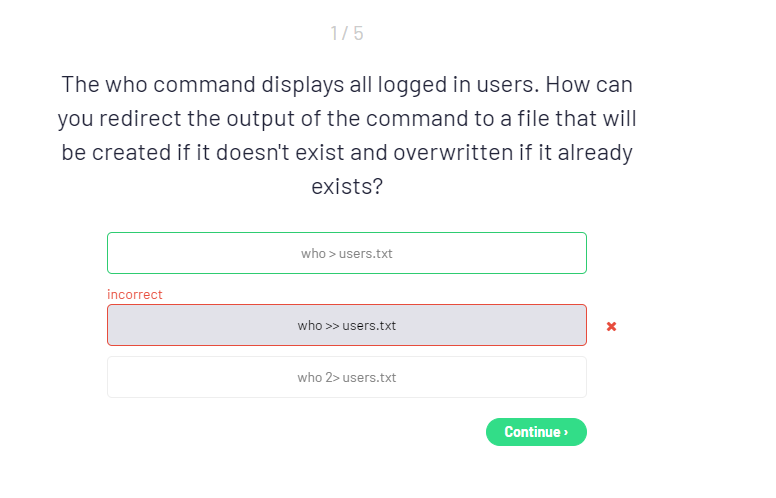 1 / 5
The who command displays all logged in users. How can
you redirect the output of the command to a file that will
be created if it doesn't exist and overwritten if it already
exists?
who > users.txt
incorrect
who >> users.txt
who 2> users.txt
Continue ›